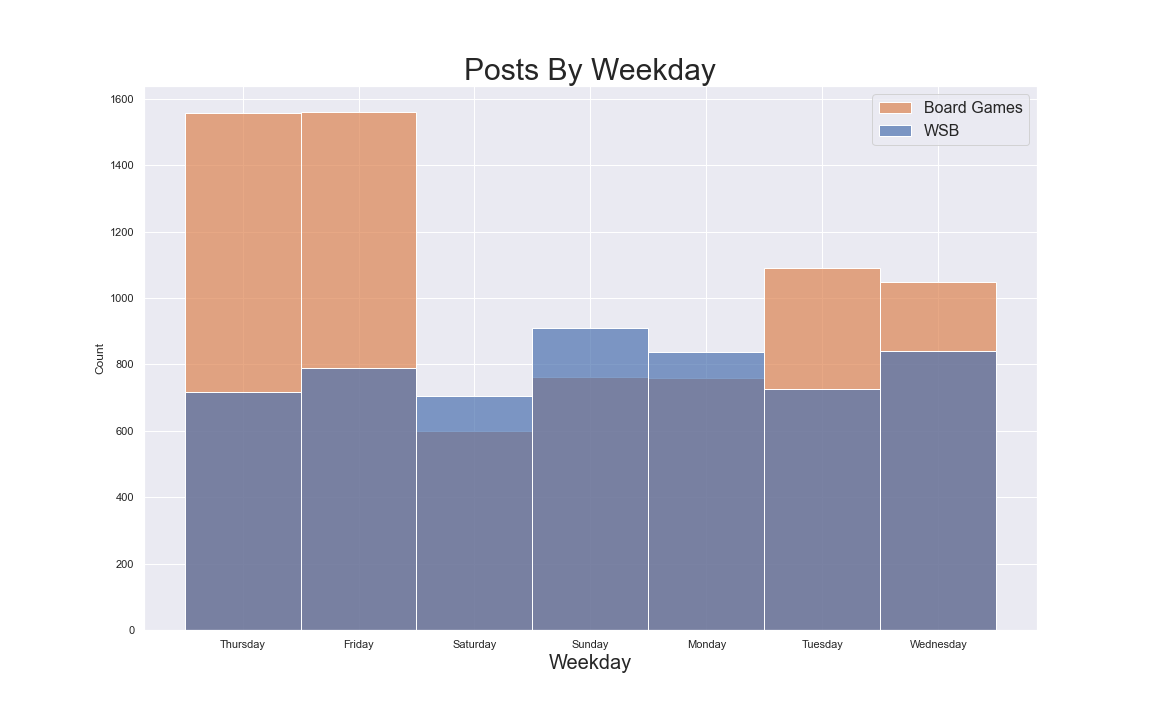 Posts By Weekday
Board Games
WSB
1600
1400
1200
1000
800
600
400
200
0
Count
Thursday Friday Saturday Sunday Monday Tuesday Wednesday
Weekday